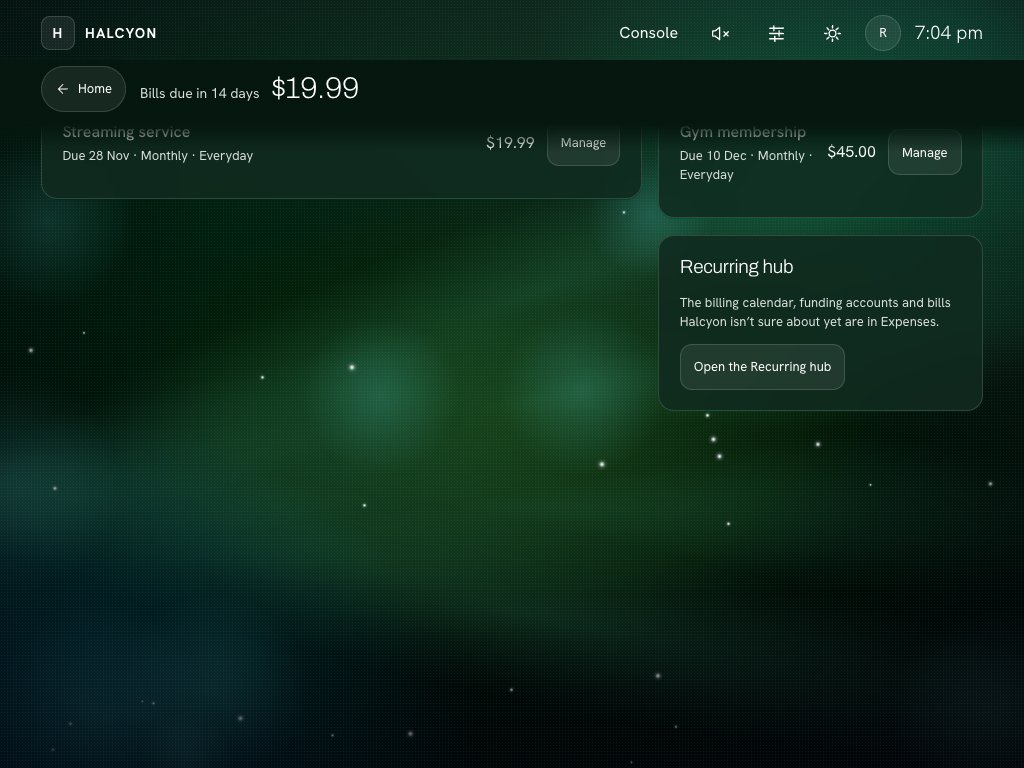 H HALCYON Console R 7:04 pm
← Home Bills due in 14 days $19.99
Streaming service
Due 28 Nov · Monthly · Everyday
$19.99 Manage
Gym membership
Due 10 Dec · Monthly ·
Everyday
$45.00 Manage
Recurring hub
The billing calendar, funding accounts and bills
Halcyon isn’t sure about yet are in Expenses.
Open the Recurring hub